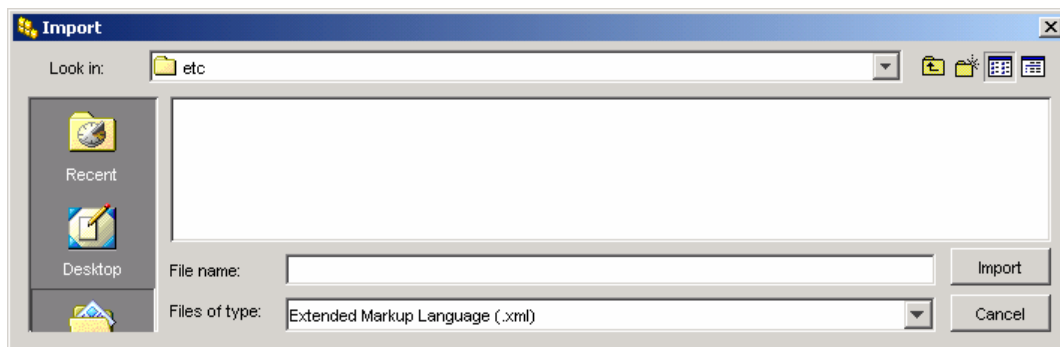 Import
Look in: etc
Recent
Desktop
File name: Import
Files of type: Extended Markup Language (.xml) Cancel